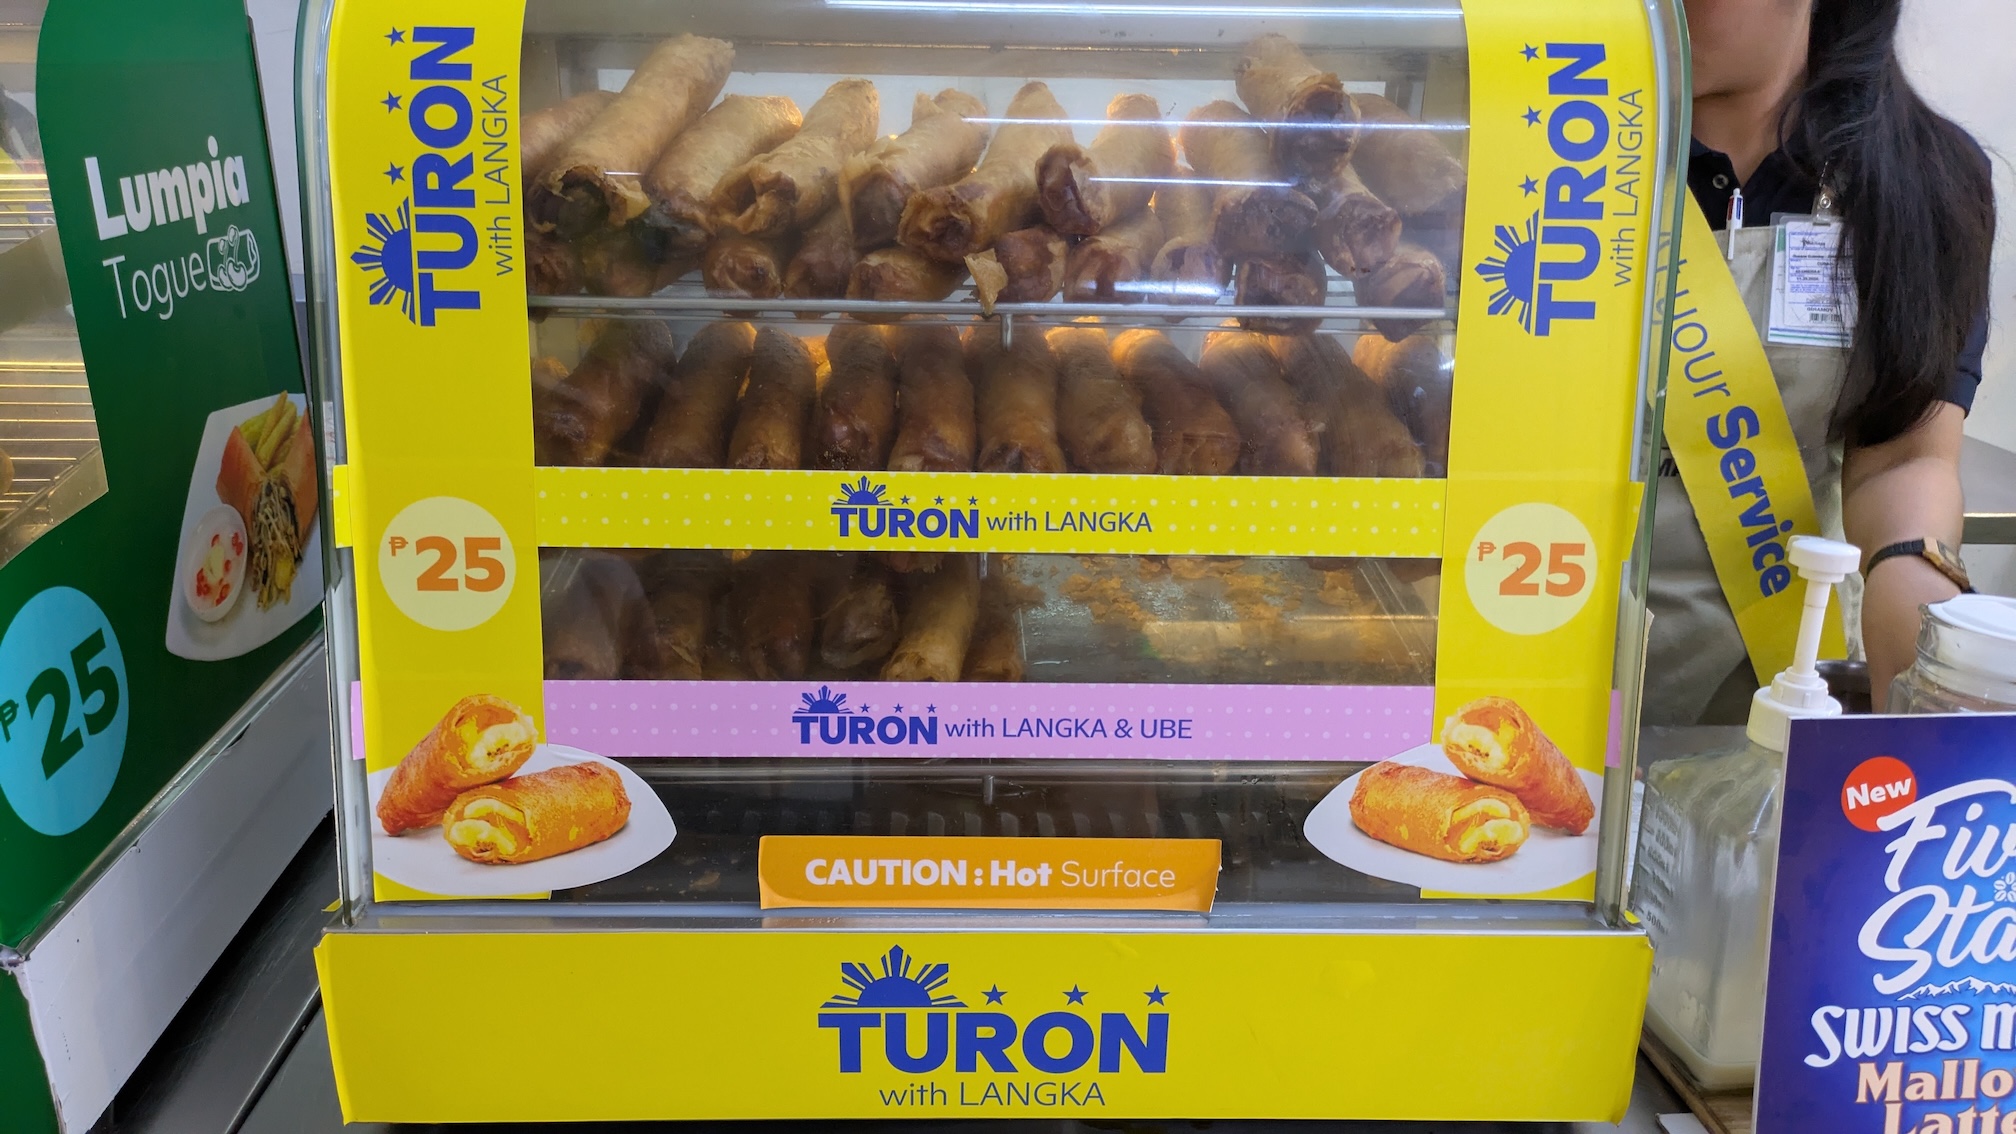 Lumpia
Togue
₱25
TURON
with LANGKA
₱25
TURON with LANGKA
TURON with LANGKA & UBE
CAUTION: Hot Surface
TURON
with LANGKA
TURON
with LANGKA
₱25
Service
New
SWISS
Latte